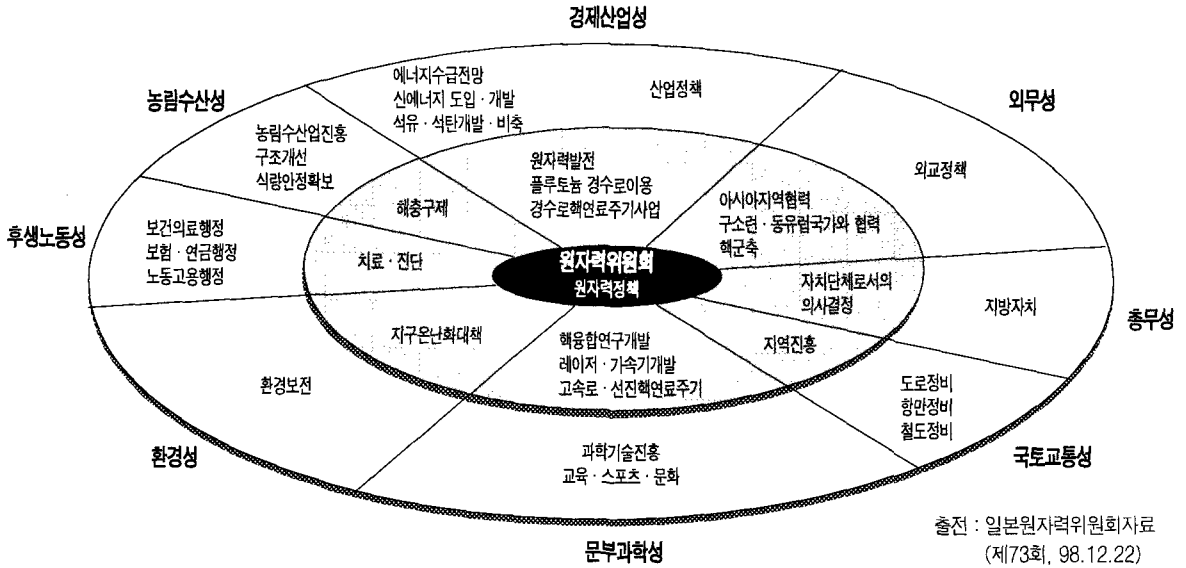 경제산업성
에너지수급전망
신에너지 도입 · 개발
석유 · 석탄개발 · 비축
산업정책
농림수산성
외무성
농림수산업진흥
구조개선
식량안정확보
원자력발전
플루토늄 경수로이용
경수로핵연료주기사업
외교정책
해충구제
아시아지역협력
구소련 · 동유럽국가와 협력
핵군축
후생노동성
보건의료행정
보험 · 연금행정
노동고용행정
치료 · 진단
원자력위원회
원자력정책
자치단체로서의
의사결정
지방자치
총무성
지구온난화대책
핵융합연구개발
레이저 · 가속기개발
고속로 · 선진핵연료주기
지역진흥
환경보전
도로정비
항만정비
철도정비
환경성
과학기술진흥
교육 · 스포츠 · 문화
국토교통성
문부과학성
출전 : 일본원자력위원회자료
(제73회, 98.12.22)